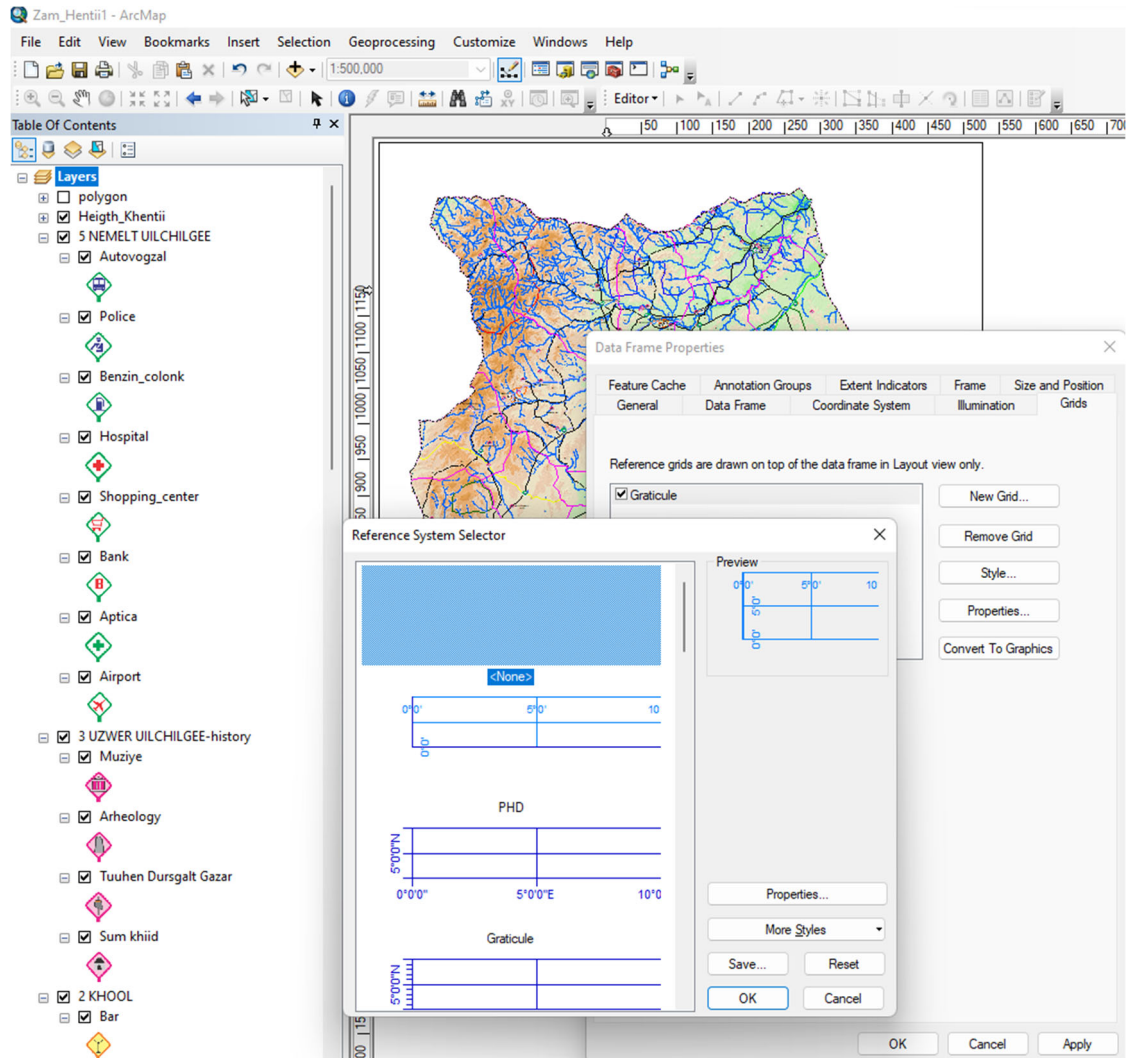 Zam_Hentii1 - ArcMap
File Edit View Bookmarks Insert Selection Geoprocessing Customize Windows Help
1:500,000
Editor
Table Of Contents
50 100 150 200 250 300 350 400 450 500 550 600 650 700
Layers
polygon
Heigth_Khentii
5 NEMELT UILCHILGEE
Autovogzal
Police
Benzin_colonk
Hospital
Shopping_center
Bank
Aptica
Airport
3 UZWER UILCHILGEE-history
Muziye
Arheology
Tuuhen Dursgalt Gazar
Sum khiid
2 KHOOL
Bar
1150
1100
1050
1000
950
900
Data Frame Properties
Feature Cache Annotation Groups Extent Indicators Frame Size and Position
General Data Frame Coordinate System Illumination Grids
Reference grids are drawn on top of the data frame in Layout view only.
Graticule
New Grid...
Remove Grid
Style...
Properties...
Convert To Graphics
Reference System Selector
<None>
0°0' 5°0' 10
0°0'
PHD
5°0'0"N
0°0'0" 5°0'0"E 10°0
Graticule
5°0'0"N
Preview
0°0' 5°0' 10
5°0'
0°0'
Properties...
More Styles
Save... Reset
OK Cancel
OK Cancel Apply